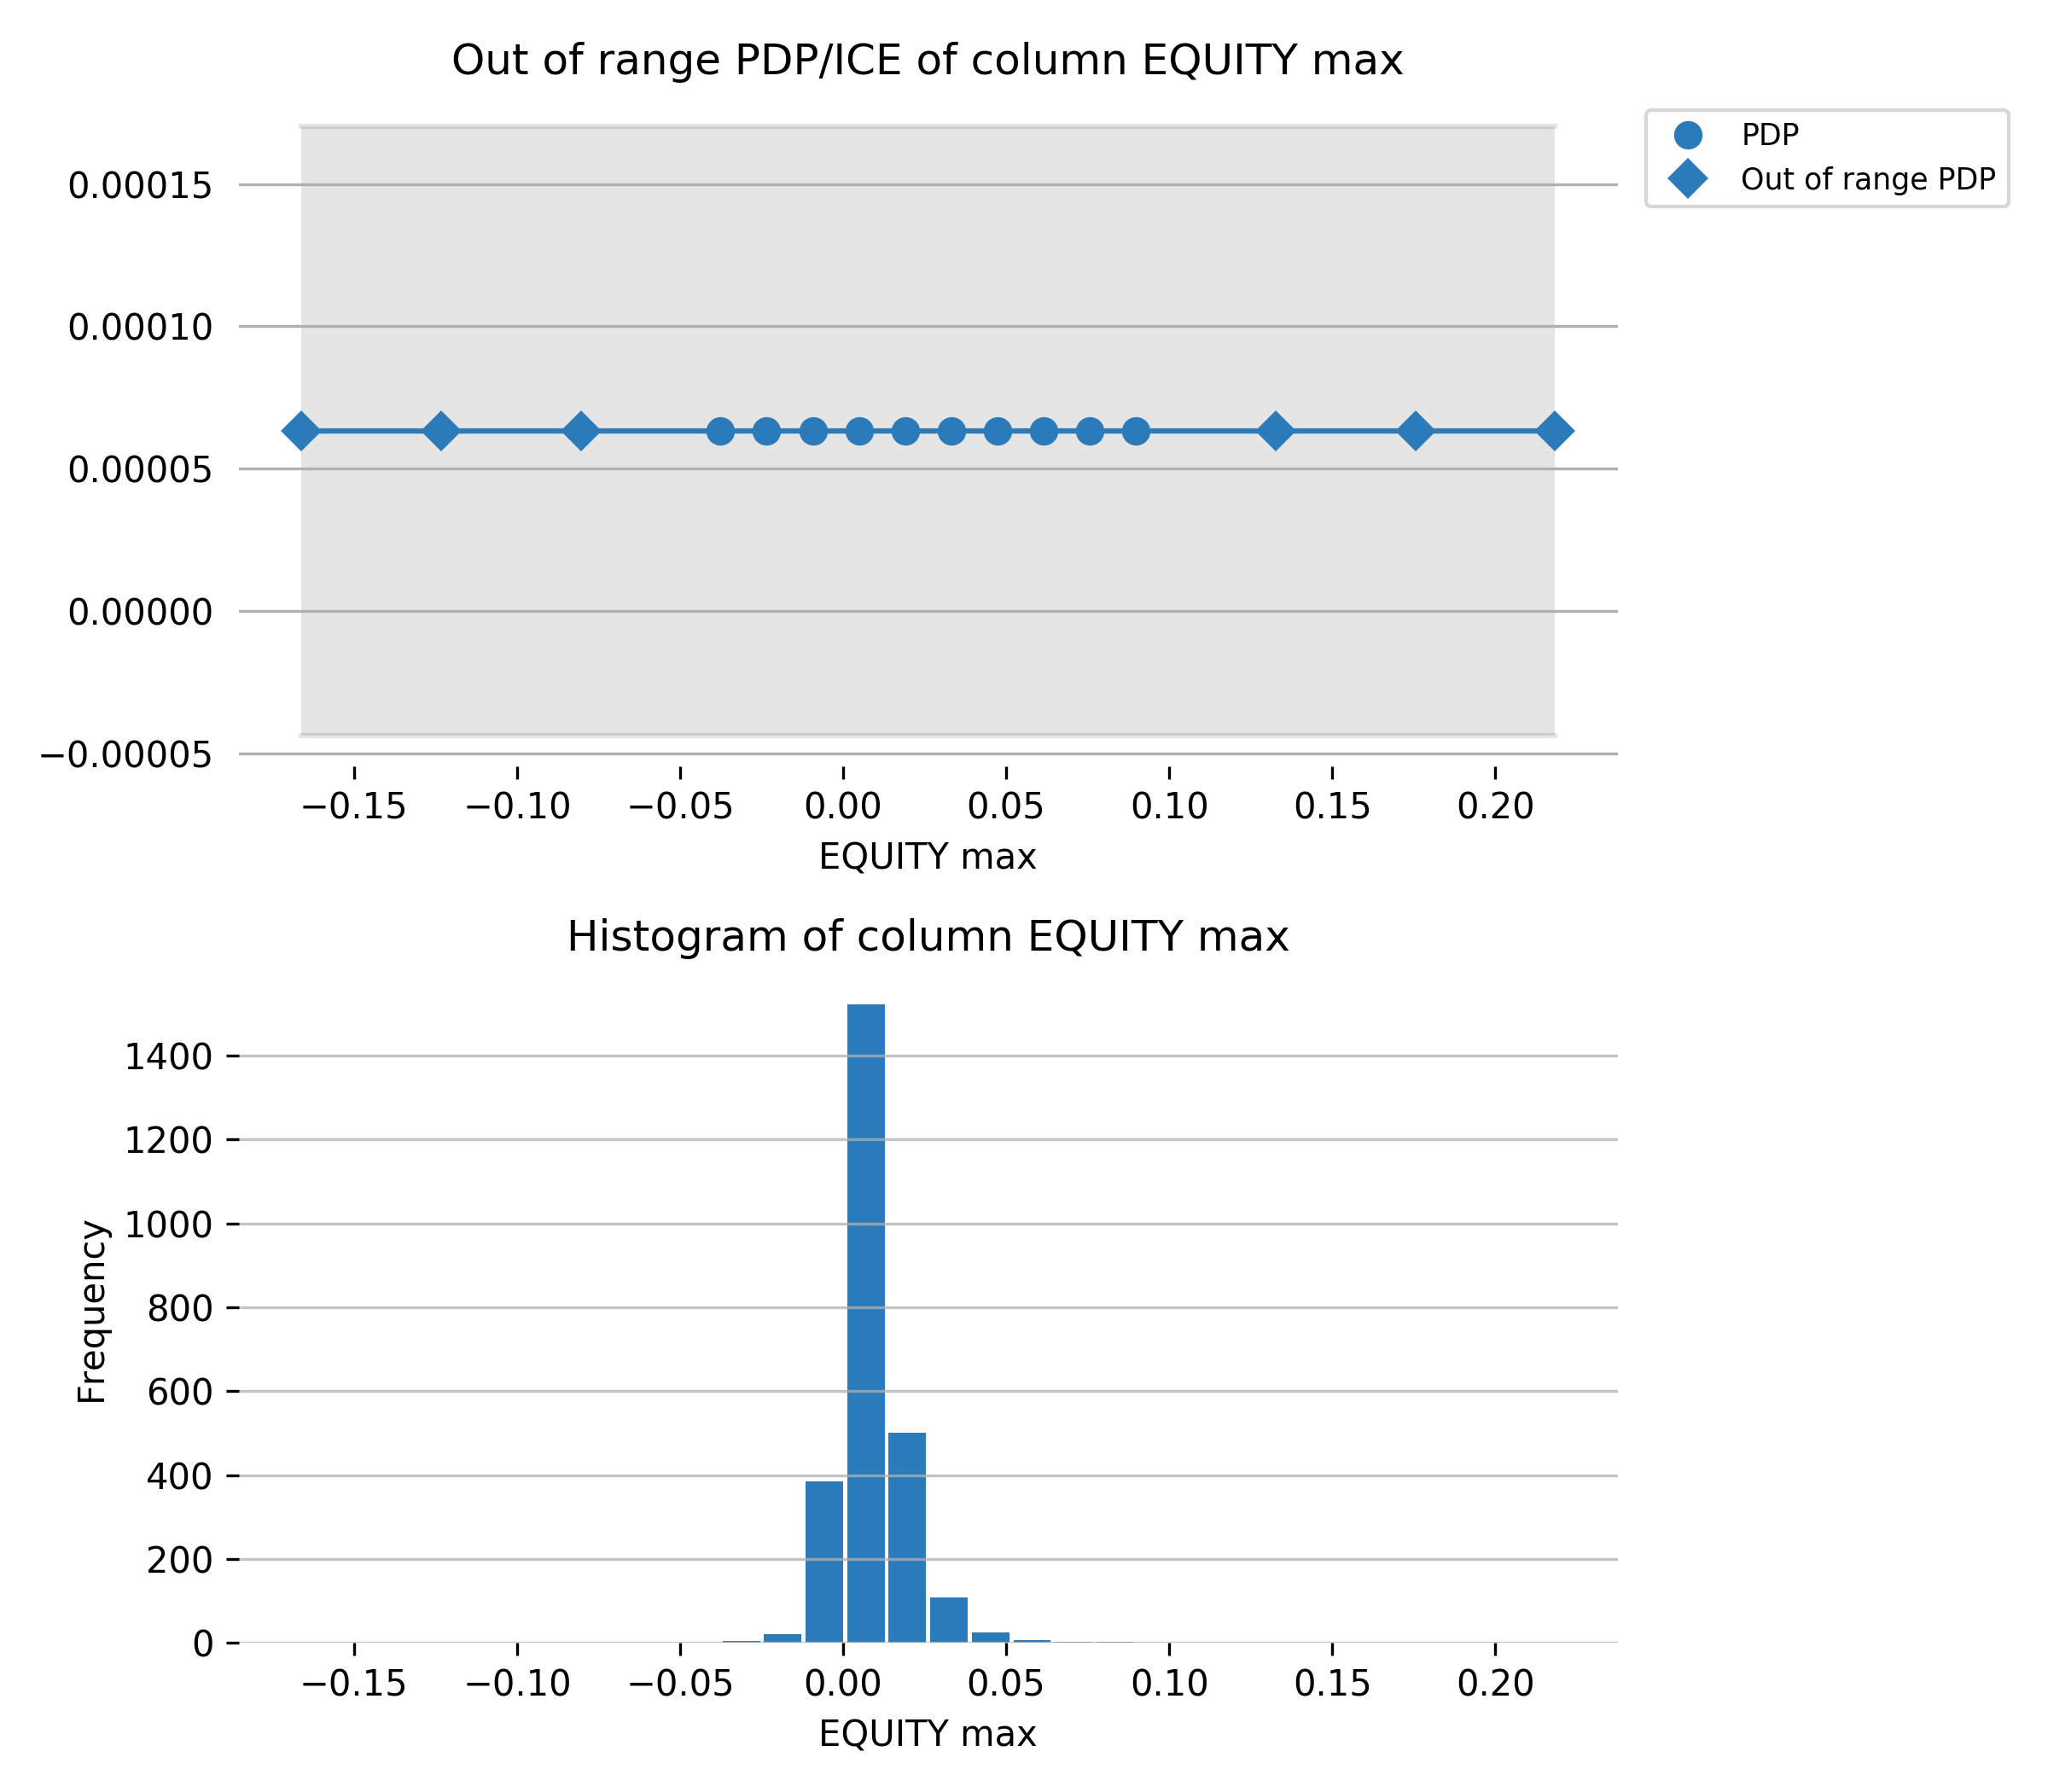 Out of range PDP/ICE of column EQUITY max
PDP
Out of range PDP
0.00015
0.00010
0.00005
0.00000
−0.00005
−0.15 −0.10 −0.05 0.00 0.05 0.10 0.15 0.20
EQUITY max
Histogram of column EQUITY max
1400
1200
1000
800
600
400
200
0
Frequency
−0.15 −0.10 −0.05 0.00 0.05 0.10 0.15 0.20
EQUITY max